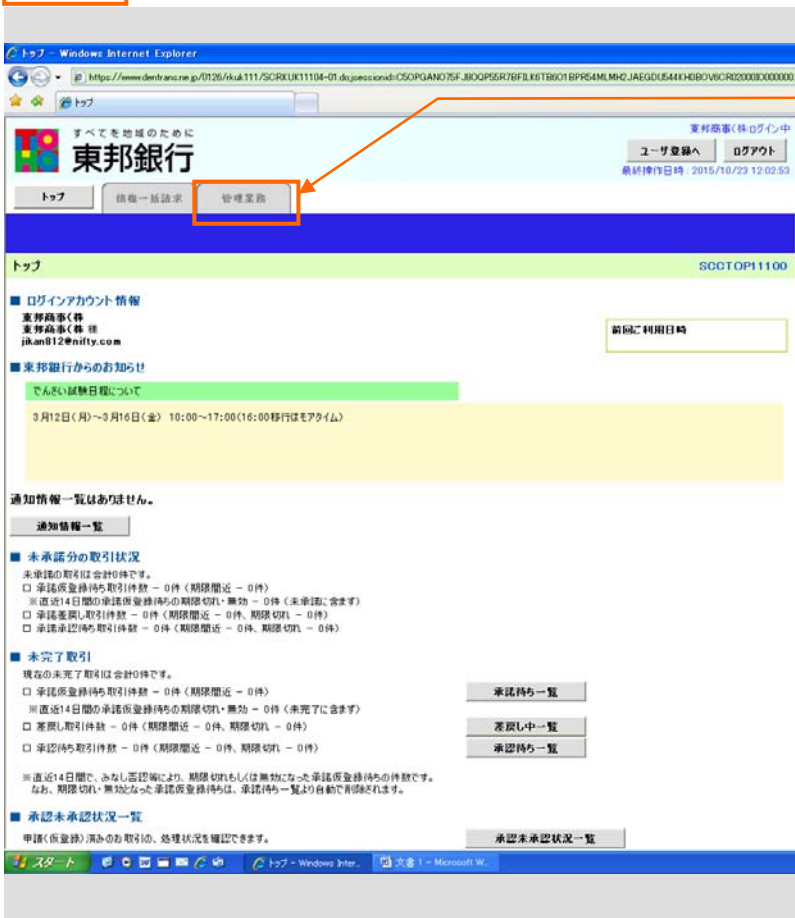 トップ - Windows Internet Explorer
トップ
すべてを地域のために
東邦銀行
東邦商事(株:ログイン中
ユーザ登録へ ログアウト
最終操作日時 : 2015/10/23 12:02:53
トップ 債権一括請求 管理業務
トップ SCCTOP11100
■ ログインアカウント情報
東邦商事(株
東邦商事(株 様
jikan812@nifty.com
前回ご利用日時
■東邦銀行からのお知らせ
でんさい試験日程について
3月12日(月)～3月16日(金) 10:00～17:00(16:00移行はモアタイム)
通知情報一覧はありません。
通知情報一覧
■ 未承諾分の取引状況
未承諾の取引は合計0件です。
□ 承諾仮登録待ち取引件数 － 0件 (期限間近 － 0件)
※直近14日間の承諾仮登録待ちの期限切れ・無効 － 0件 (未承諾に含ます)
□ 承諾差戻し取引件数 － 0件 (期限間近 － 0件、期限切れ － 0件)
□ 承諾承認待ち取引件数 － 0件 (期限間近 － 0件、期限切れ － 0件)
■ 未完了取引
現在の未完了取引は合計0件です。
□ 承諾仮登録待ち取引件数 － 0件 (期限間近 － 0件) 承諾待ち一覧
※直近14日間の承諾仮登録待ちの期限切れ・無効 － 0件 (未完了に含ます)
□ 差戻し取引件数 － 0件 (期限間近 － 0件、期限切れ － 0件) 差戻し中一覧
□ 承認待ち取引件数 － 0件 (期限間近 － 0件、期限切れ － 0件) 承認待ち一覧
※直近14日間で、みなし否認等により、期限切れもしくは無効になった承諾仮登録待ちの件数です。
なお、期限切れ・無効となった承諾仮登録待ちは、承諾待ち一覧より自動で削除されます。
■ 承認未承認状況一覧
申請(仮登録)済みのお取引の、処理状況を確認できます。 承認未承認状況一覧
スタート トップ - Windows Inter... 文書 1 - Microsoft W...